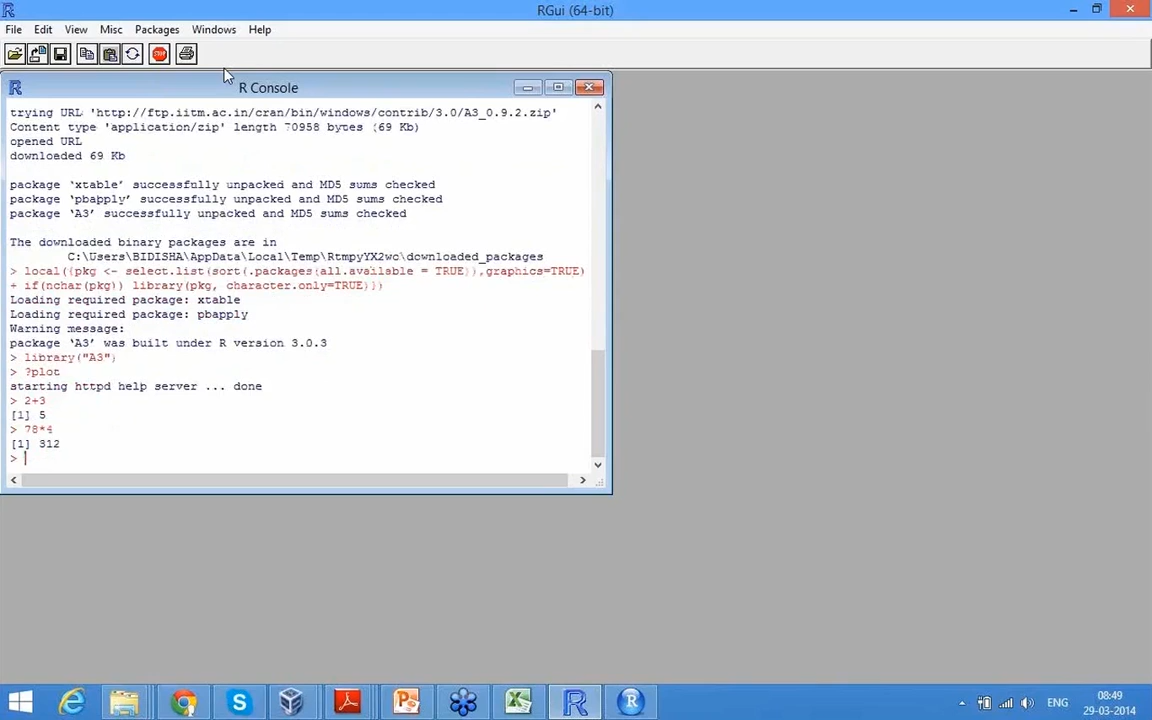 RGui (64-bit)
File Edit View Misc Packages Windows Help
STOP
R Console
trying URL 'http://ftp.iitm.ac.in/cran/bin/windows/contrib/3.0/A3_0.9.2.zip'
Content type 'application/zip' length 70958 bytes (69 Kb)
opened URL
downloaded 69 Kb
package ‘xtable’ successfully unpacked and MD5 sums checked
package ‘pbapply’ successfully unpacked and MD5 sums checked
package ‘A3’ successfully unpacked and MD5 sums checked
The downloaded binary packages are in
C:\Users\BIDISHA\AppData\Local\Temp\RtmpyYX2wc\downloaded_packages
> local({pkg <- select.list(sort(.packages(all.available = TRUE)),graphics=TRUE)
+ if(nchar(pkg)) library(pkg, character.only=TRUE)})
Loading required package: xtable
Loading required package: pbapply
Warning message:
package ‘A3’ was built under R version 3.0.3
> library("A3")
> ?plot
starting httpd help server ... done
> 2+3
[1] 5
> 78*4
[1] 312
>
ENG
08:49
29-03-2014